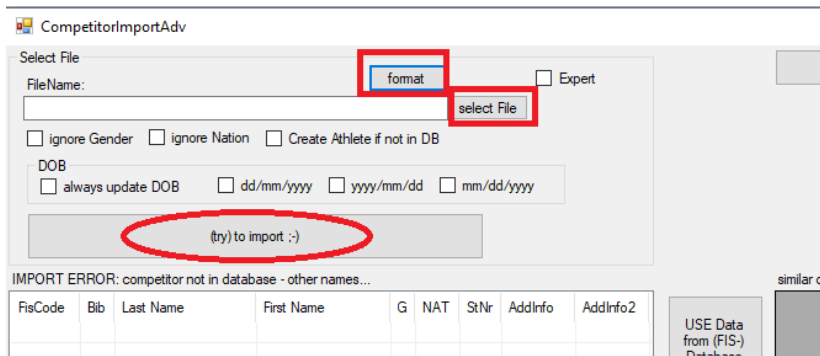 CompetitorImportAdv
Select File
format
Expert
FileName:
select File
ignore Gender ignore Nation Create Athlete if not in DB
DOB
always update DOB dd/mm/yyyy yyyy/mm/dd mm/dd/yyyy
(try) to import ;-)
IMPORT ERROR: competitor not in database - other names...
similar
FisCode Bib Last Name First Name G NAT StNr AddInfo AddInfo2
USE Data
from (FIS-)
Database